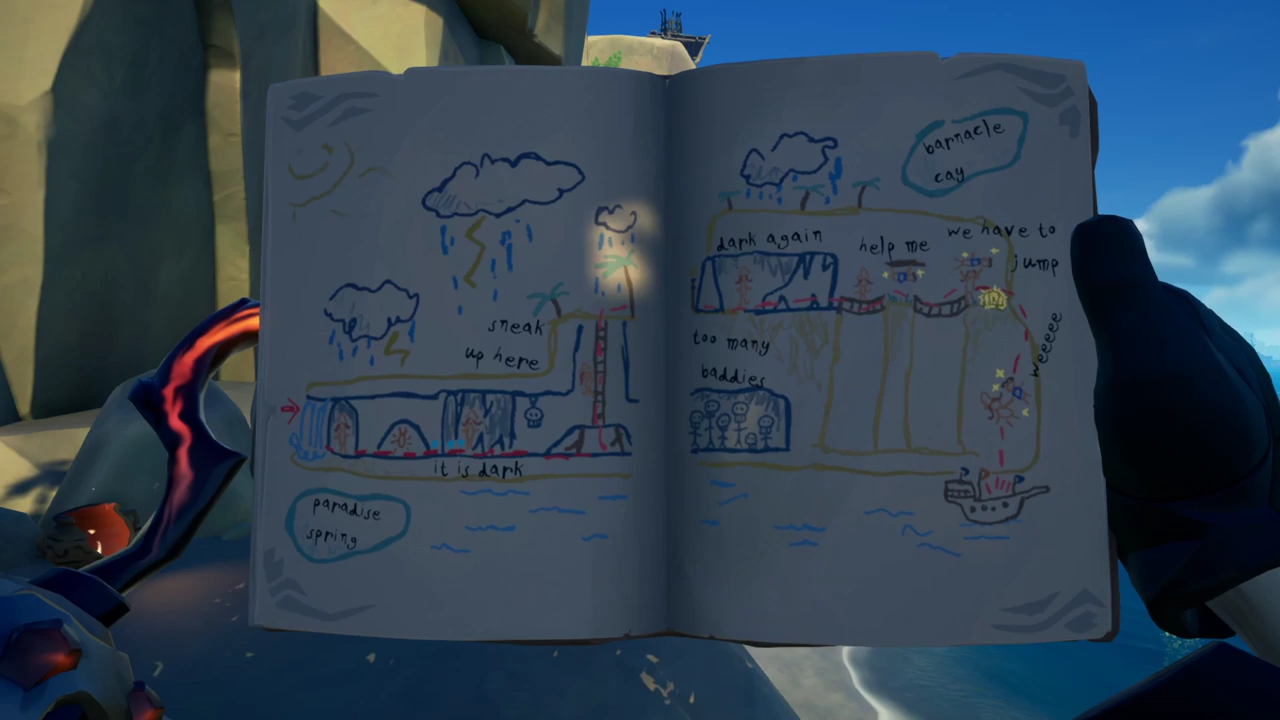 sneak
up here
it is dark
paradise
spring
barnacle
cay
dark again
help me
we have to
jump
too many
baddies
weeeee